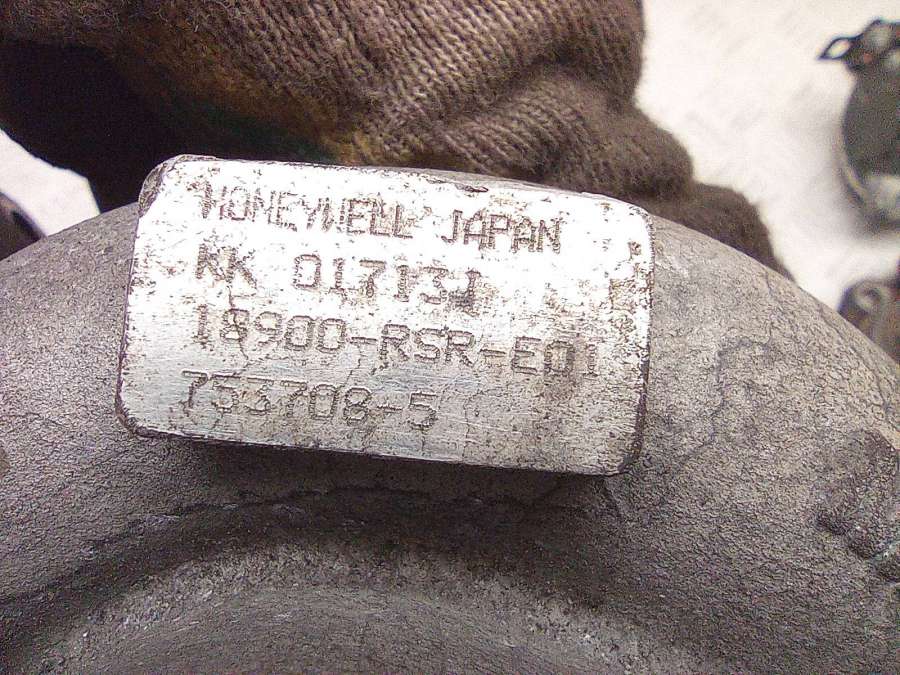 HONEYWELL JAPAN
KK 017131
18900-RSR-E01
753708-5